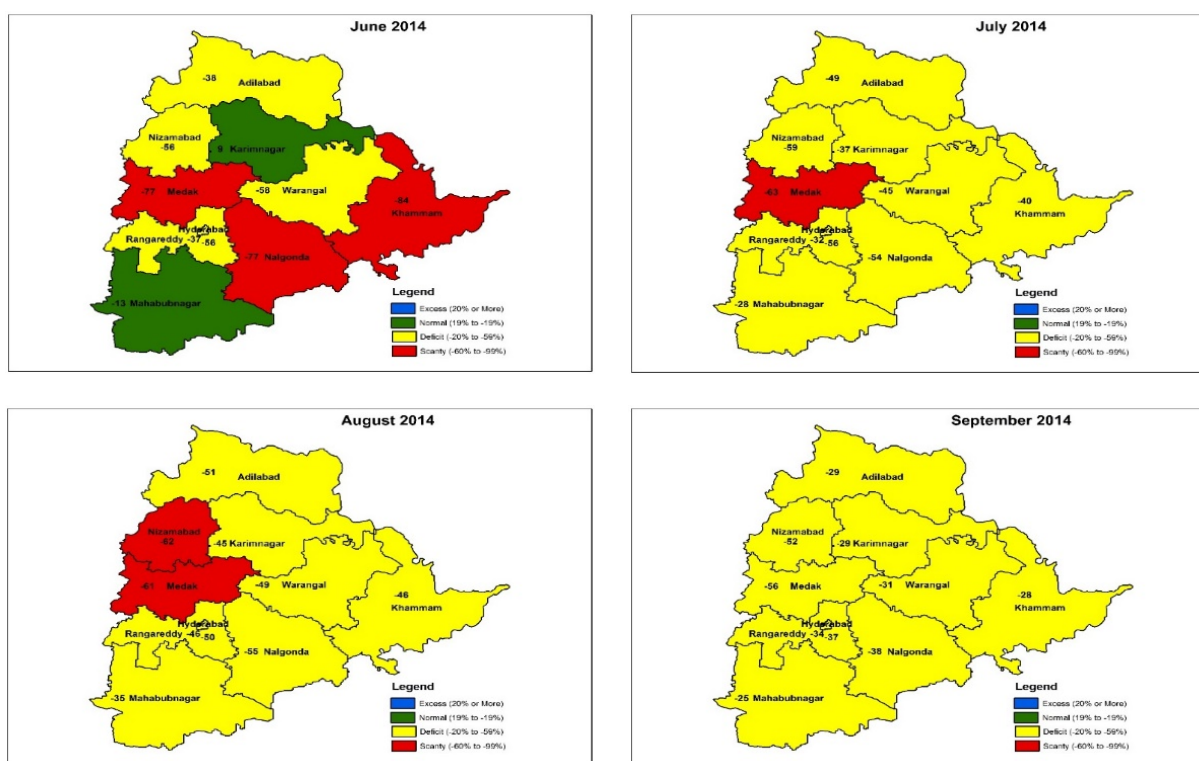 June 2014
-38
Adilabad
Nizamabad
-56
9 Karimnagar
-77 Medak
-58 Warangal
-84
Khammam
Hyderabad
Rangareddy -37
-56
-77 Nalgonda
-13 Mahabubnagar
Legend
Excess (20% or More)
Normal (19% to -19%)
Deficit (-20% to -59%)
Scanty (-60% to -99%)
July 2014
-49
Adilabad
Nizamabad
-59
-37 Karimnagar
-63 Medak
-45 Warangal
-40
Khammam
Hyderabad
Rangareddy -32
-56
-54 Nalgonda
-28 Mahabubnagar
Legend
Excess (20% or More)
Normal (19% to -19%)
Deficit (-20% to -59%)
Scanty (-60% to -99%)
August 2014
-51
Adilabad
Nizamabad
-62
-45 Karimnagar
-61 Medak
-49 Warangal
-46
Khammam
Hyderabad
Rangareddy -46
-50
-55 Nalgonda
-35 Mahabubnagar
Legend
Excess (20% or More)
Normal (19% to -19%)
Deficit (-20% to -59%)
Scanty (-60% to -99%)
September 2014
-29
Adilabad
Nizamabad
-52
-29 Karimnagar
-56 Medak
-31 Warangal
-28
Khammam
Hyderabad
Rangareddy -34
-37
-38 Nalgonda
-25 Mahabubnagar
Legend
Excess (20% or More)
Normal (19% to -19%)
Deficit (-20% to -59%)
Scanty (-60% to -99%)